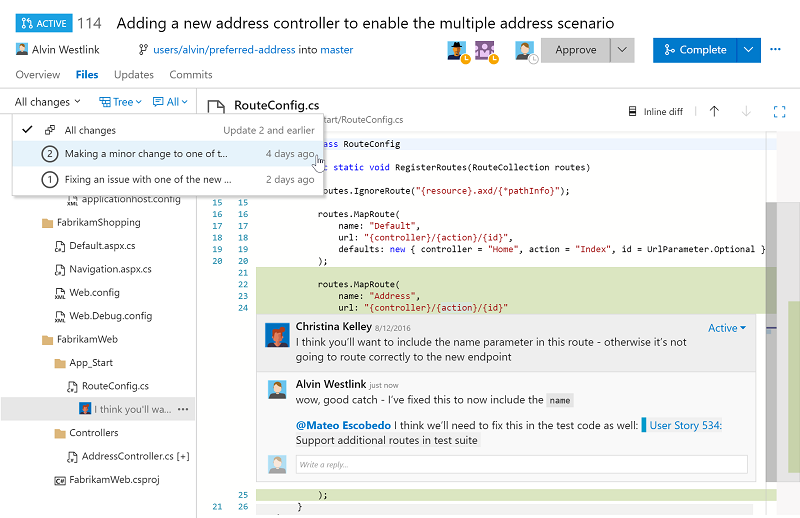 ACTIVE 114 Adding a new address controller to enable the multiple address scenario
Alvin Westlink users/alvin/preferred-address into master Approve Complete
Overview Files Updates Commits
All changes Tree All
RouteConfig.cs
start/RouteConfig.cs
Inline diff
All changes Update 2 and earlier
2 Making a minor change to one of t... 4 days ago
1 Fixing an issue with one of the new ... 2 days ago
applicationhost.config
FabrikamShopping
Default.aspx.cs
Navigation.aspx.cs
Web.config
Web.Debug.config
FabrikamWeb
App_Start
RouteConfig.cs
I think you'll wa... •••
Controllers
AddressController.cs [+]
FabrikamWeb.csproj
ass RouteConfig
c static void RegisterRoutes(RouteCollection routes)
outes.IgnoreRoute("{resource}.axd/{*pathInfo}");
15 15
16 16 routes.MapRoute(
17 17 name: "Default",
18 18 url: "{controller}/{action}/{id}",
19 19 defaults: new { controller = "Home", action = "Index", id = UrlParameter.Optional }
20 20 );
21
22 routes.MapRoute(
23 name: "Address",
24 url: "{controller}/{action}/{id}"
Christina Kelley 8/12/2016 Active
I think you'll want to include the name parameter in this route - otherwise it's not
going to route correctly to the new endpoint
Alvin Westlink just now
wow, good catch - I've fixed this to now include the name
@Mateo Escobedo I think we'll need to fix this in the test code as well: User Story 534:
Support additional routes in test suite
Write a reply...
25 );
21 26 }